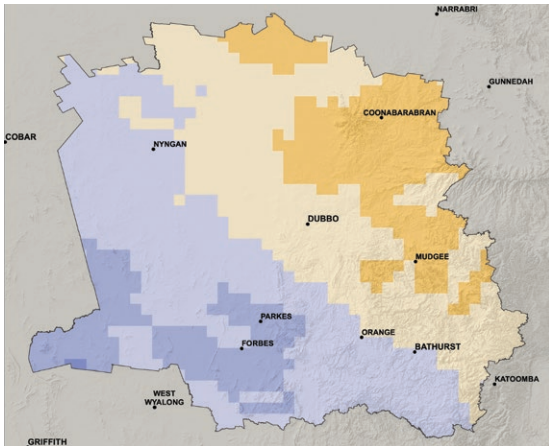 NARRABRI
GUNNEDAH
COONABARABRAN
COBAR
NYNGAN
DUBBO
MUDGEE
PARKES
ORANGE
FORBES
BATHURST
KATOOMBA
WEST
WYALONG
GRIFFITH